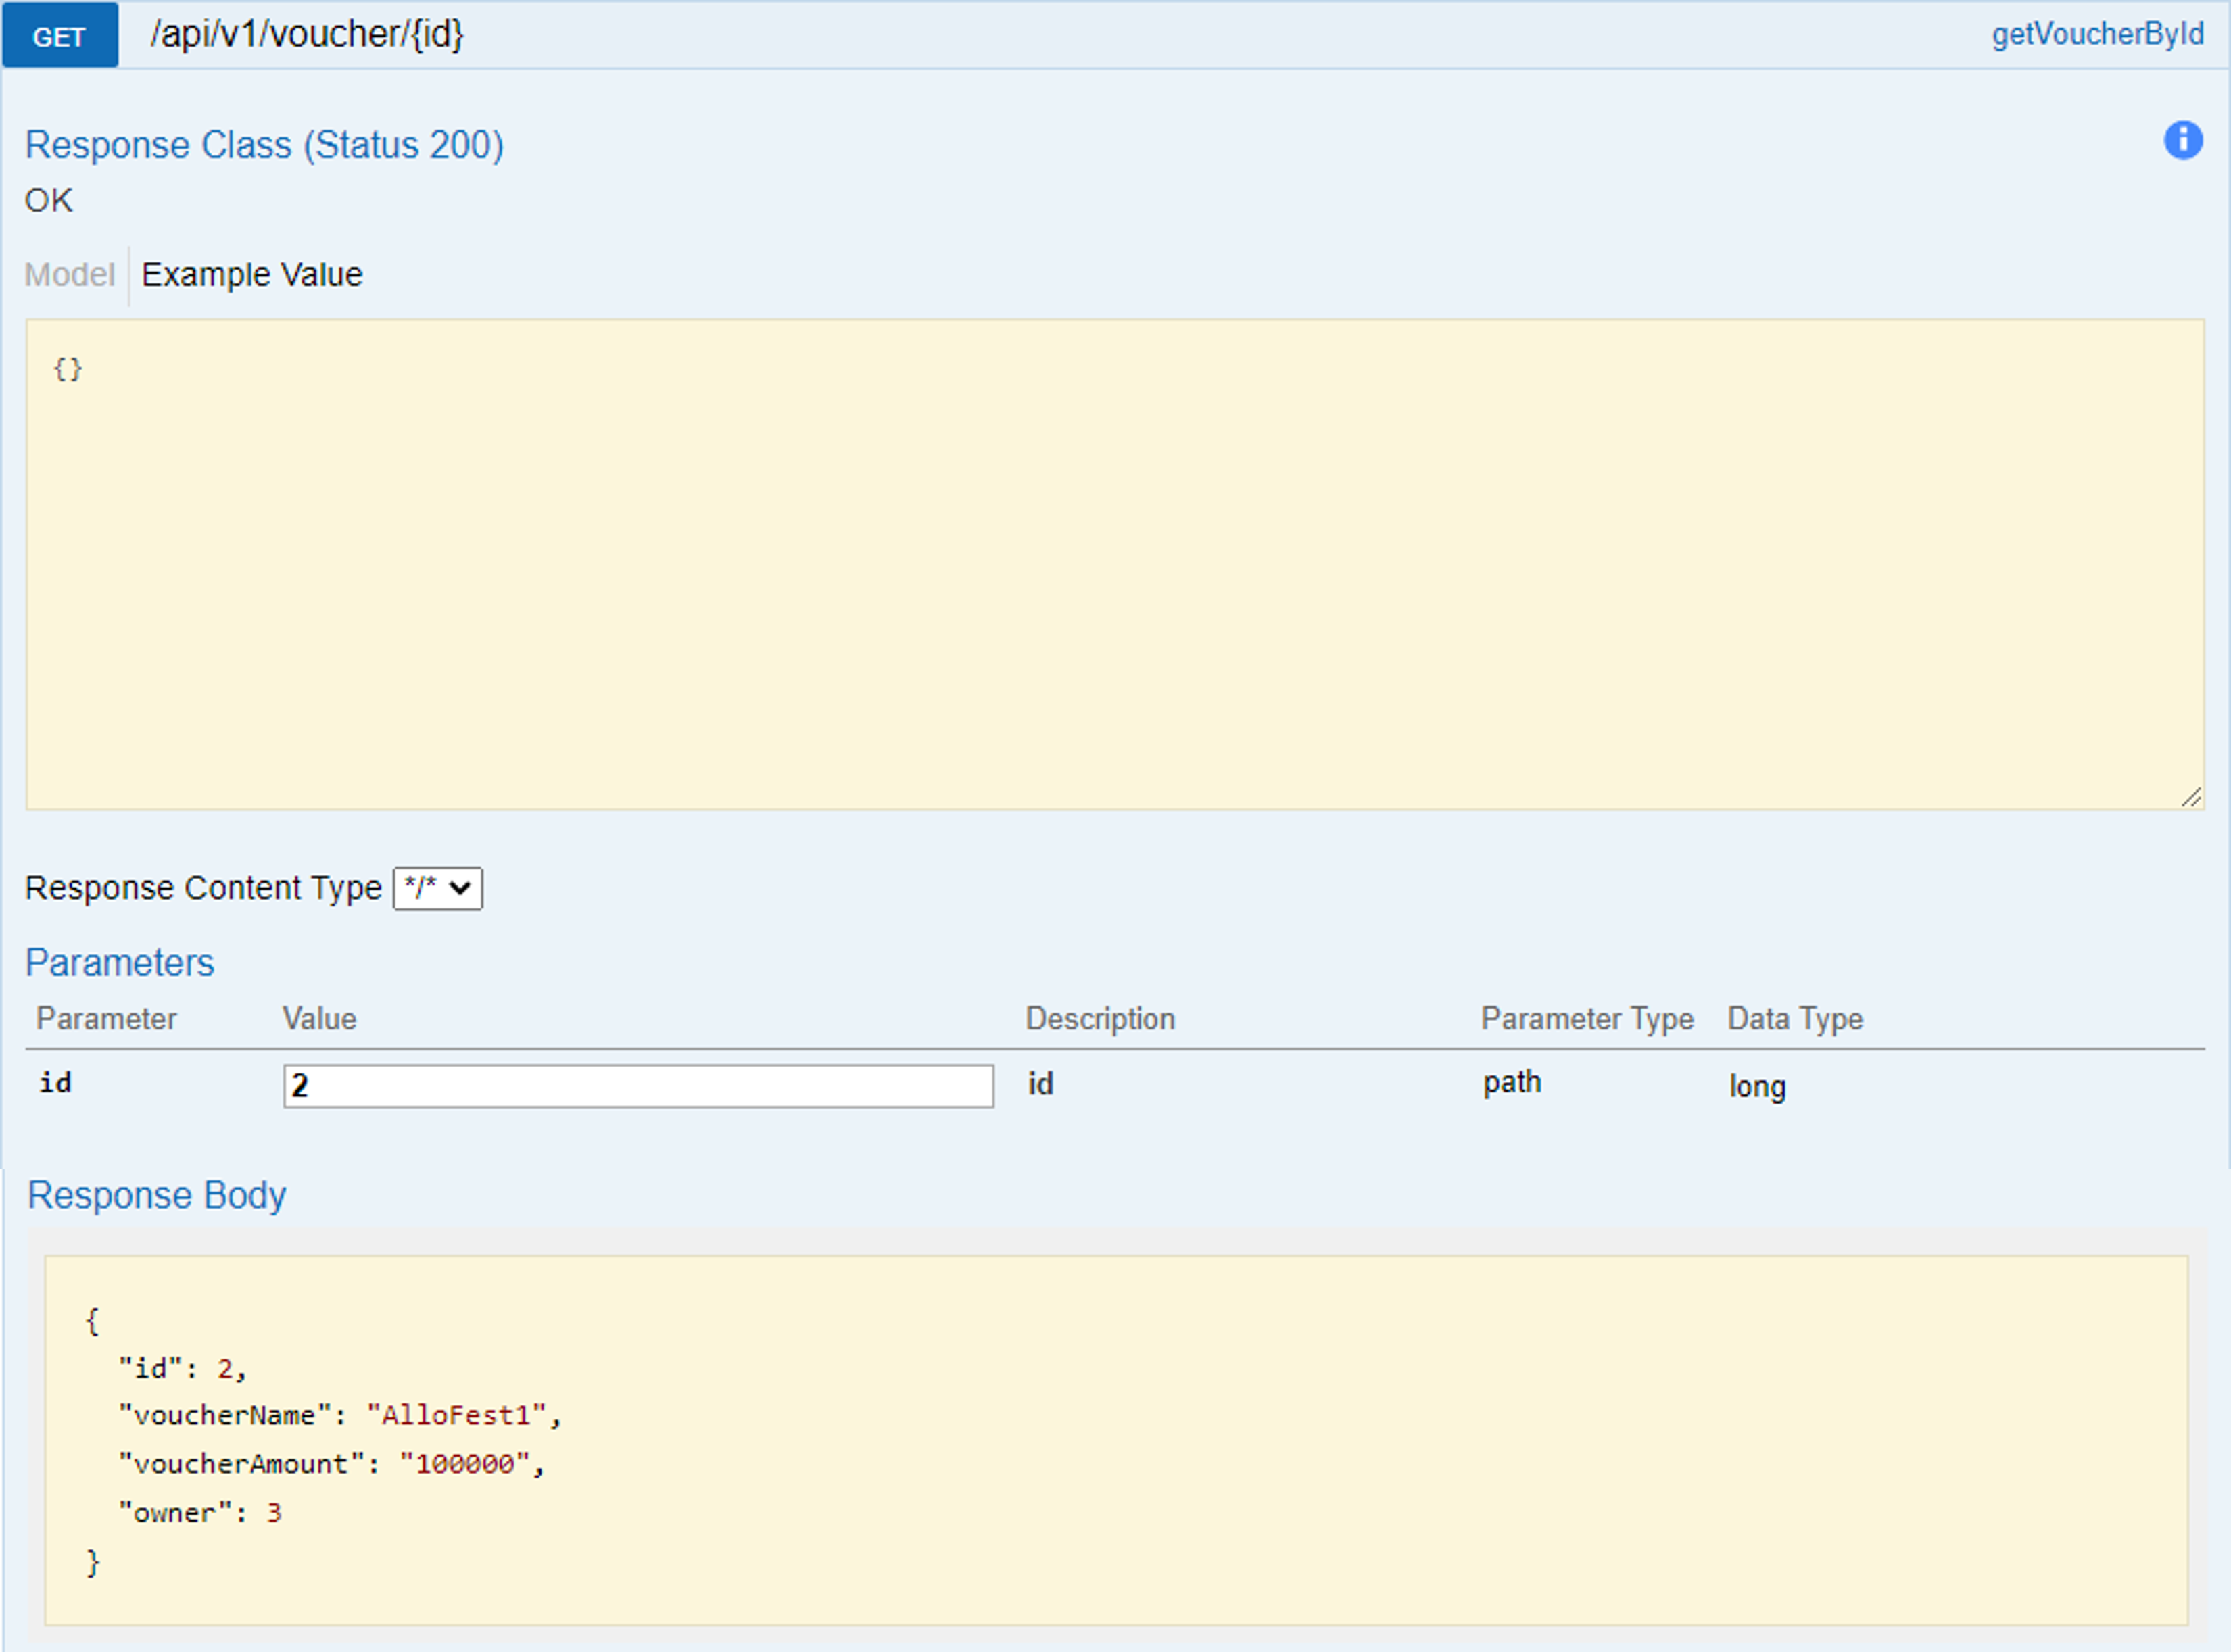 GET /api/v1/voucher/{id} getVoucherById
Response Class (Status 200)
OK
Model Example Value
{}
Response Content Type */*
Parameters
Parameter Value Description Parameter Type Data Type
id 2 id path long
Response Body
{
"id": 2,
"voucherName": "AlloFest1",
"voucherAmount": "100000",
"owner": 3
}